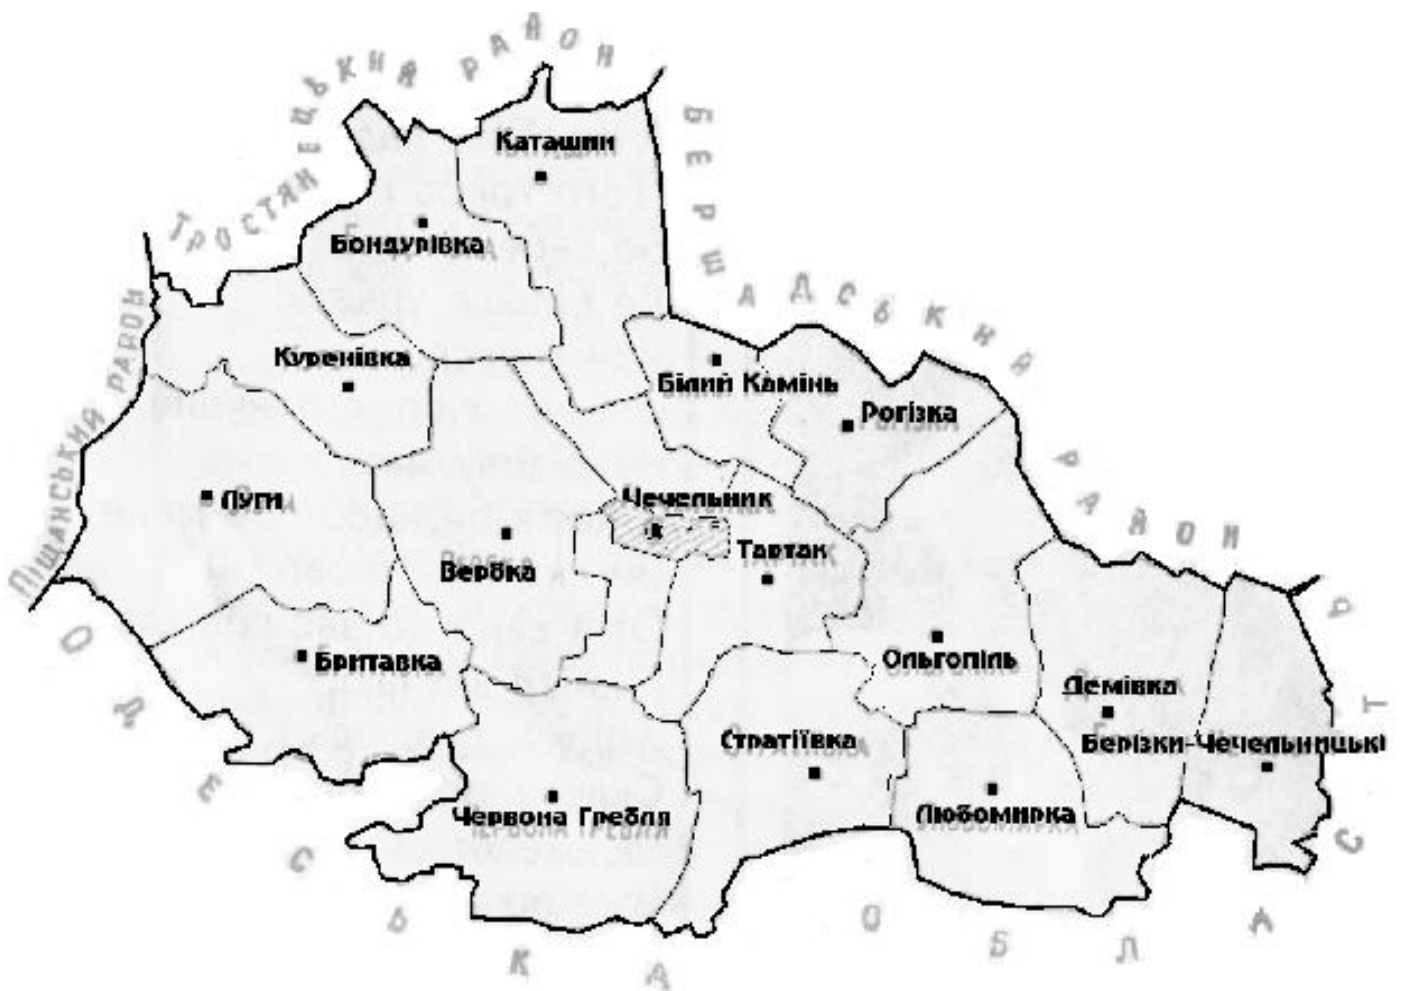 ТРОСТЯНЕЦЬКИЙ РАЙОН
БЕРШАДСЬКИЙ РАЙОН
Каташин
Бондурівка
Куренівка
Білий Камінь
Рогізка
ПІЩАНСЬКИЙ РАЙОН
Луги
Чечельник
Вербка
Тартак
Бритавка
Ольгопіль
Демівка
Стратіївка
Берізки-Чечельницькі
Червона Гребля
Любомирка
ОДЕСЬКА ОБЛАСТЬ